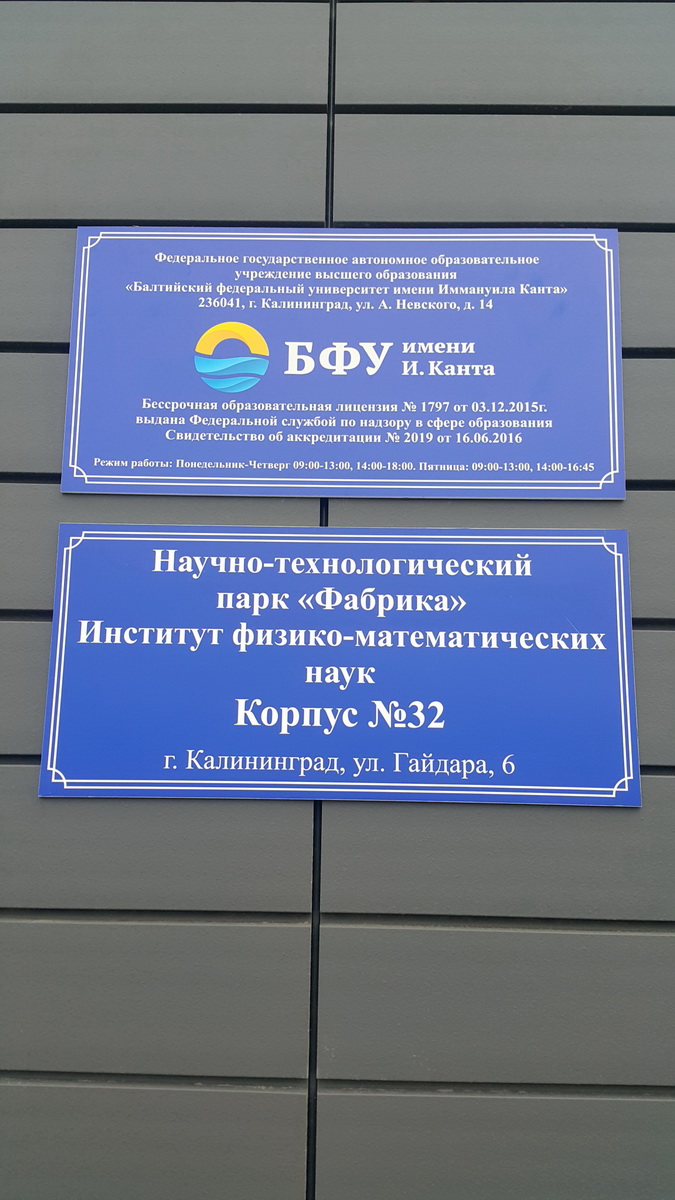 Федеральное государственное автономное образовательное
учреждение высшего образования
«Балтийский федеральный университет имени Иммануила Канта»
236041, г. Калининград, ул. А. Невского, д. 14
БФУ имени
И. Канта
Бессрочная образовательная лицензия № 1797 от 03.12.2015г.
выдана Федеральной службой по надзору в сфере образования
Свидетельство об аккредитации № 2019 от 16.06.2016
Режим работы: Понедельник-Четверг 09:00-13:00, 14:00-18:00. Пятница: 09:00-13:00, 14:00-16:45
Научно-технологический
парк «Фабрика»
Институт физико-математических
наук
Корпус №32
г. Калининград, ул. Гайдара, 6